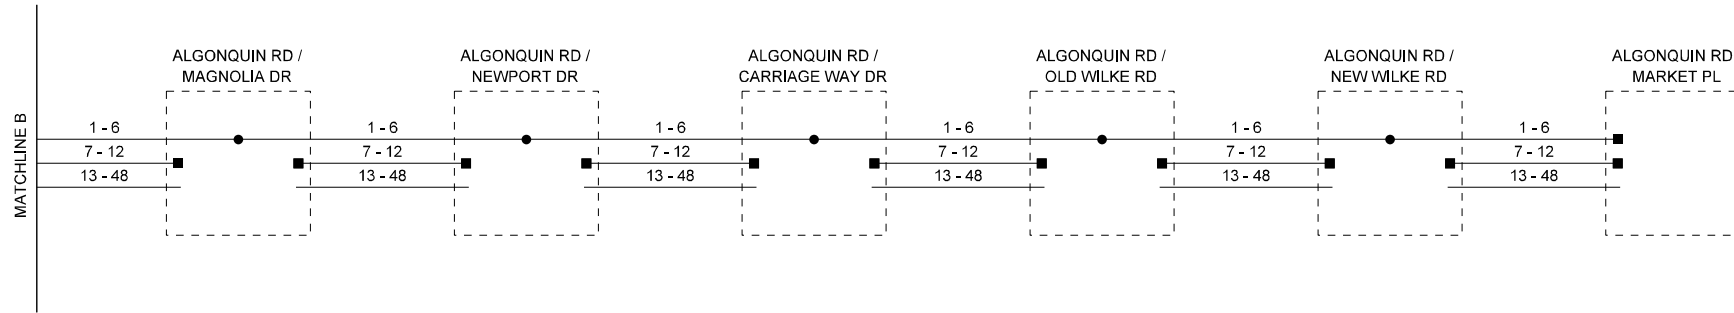 ALGONQUIN RD /
MAGNOLIA DR
ALGONQUIN RD /
NEWPORT DR
ALGONQUIN RD /
CARRIAGE WAY DR
ALGONQUIN RD /
OLD WILKE RD
ALGONQUIN RD /
NEW WILKE RD
ALGONQUIN RD
MARKET PL
MATCHLINE B
1 - 6
7 - 12
13 - 48
1 - 6
7 - 12
13 - 48
1 - 6
7 - 12
13 - 48
1 - 6
7 - 12
13 - 48
1 - 6
7 - 12
13 - 48
1 - 6
7 - 12
13 - 48